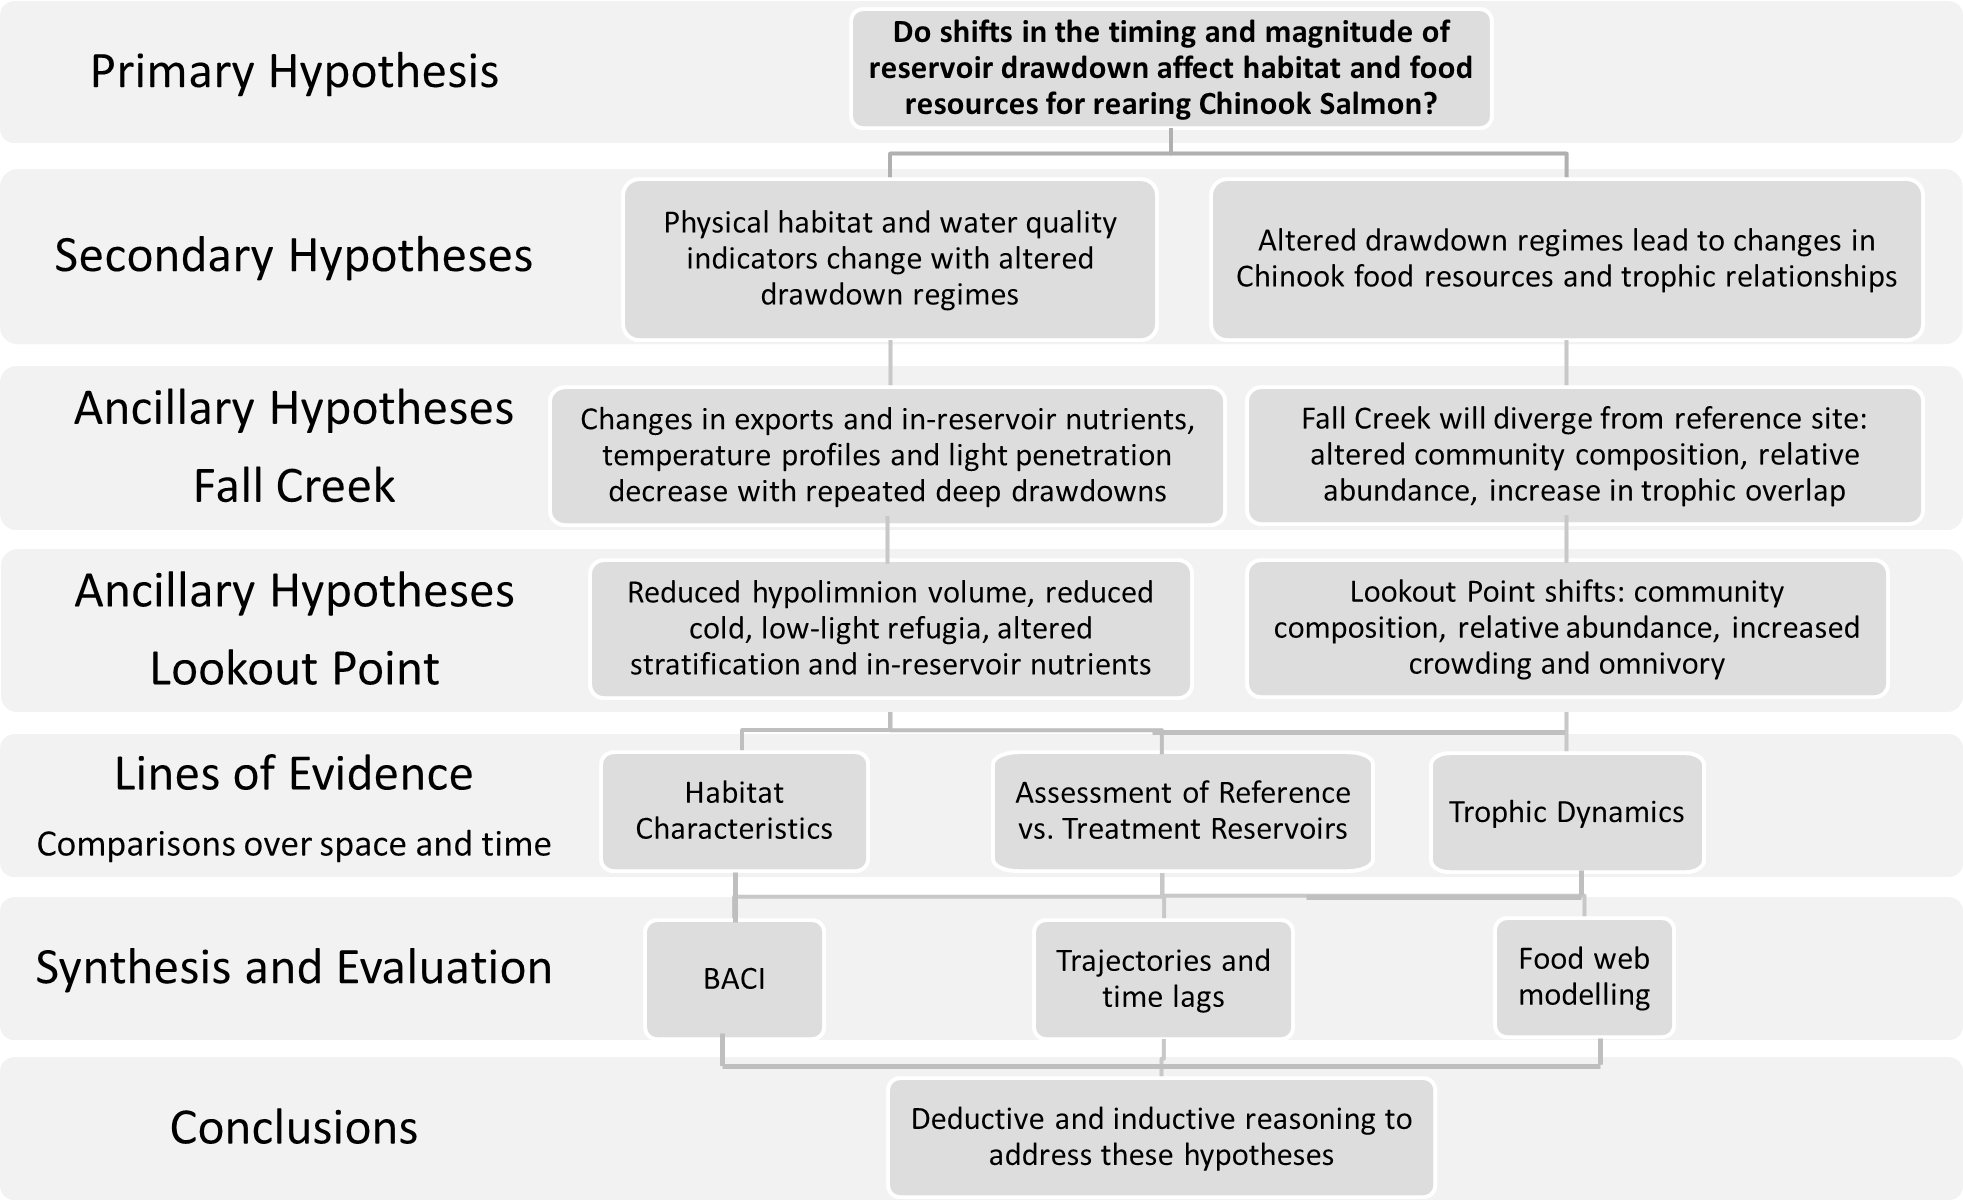 Primary Hypothesis
Do shifts in the timing and magnitude of
reservoir drawdown affect habitat and food
resources for rearing Chinook Salmon?
Secondary Hypotheses
Physical habitat and water quality
indicators change with altered
drawdown regimes
Altered drawdown regimes lead to changes in
Chinook food resources and trophic relationships
Ancillary Hypotheses
Fall Creek
Changes in exports and in-reservoir nutrients,
temperature profiles and light penetration
decrease with repeated deep drawdowns
Fall Creek will diverge from reference site:
altered community composition, relative
abundance, increase in trophic overlap
Ancillary Hypotheses
Lookout Point
Reduced hypolimnion volume, reduced
cold, low-light refugia, altered
stratification and in-reservoir nutrients
Lookout Point shifts: community
composition, relative abundance, increased
crowding and omnivory
Lines of Evidence
Comparisons over space and time
Habitat
Characteristics
Assessment of Reference
vs. Treatment Reservoirs
Trophic Dynamics
Synthesis and Evaluation
BACI
Trajectories and
time lags
Food web
modelling
Conclusions
Deductive and inductive reasoning to
address these hypotheses